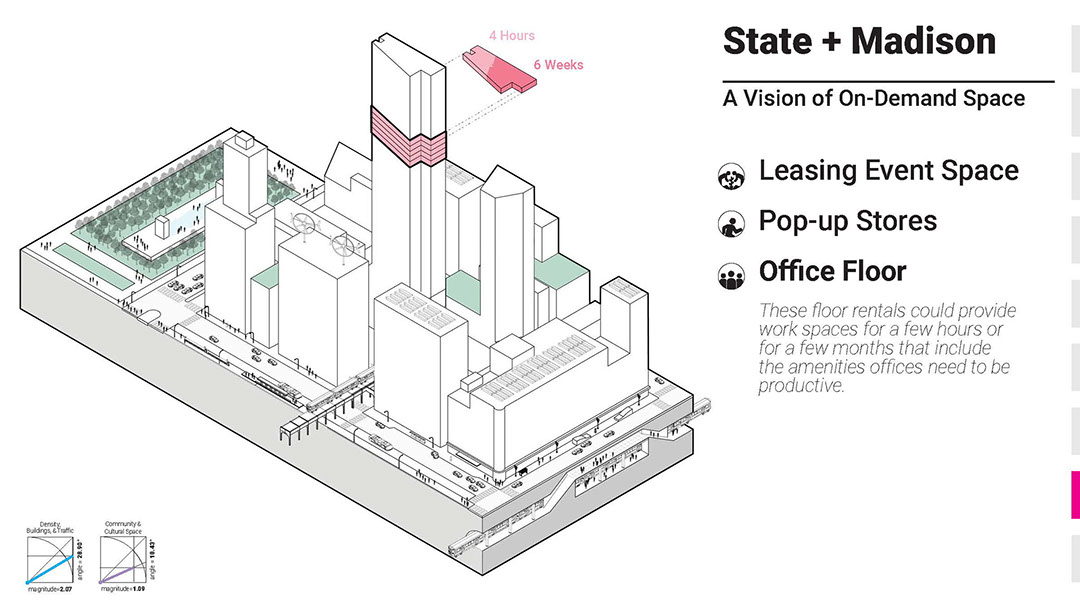 4 Hours
6 Weeks
State + Madison
A Vision of On-Demand Space
Leasing Event Space
Pop-up Stores
Office Floor
These floor rentals could provide
work spaces for a few hours or
for a few months that include
the amenities offices need to be
productive.
Density,
Buildings, & Traffic
angle = 28.90°
magnitude=2.07
Community &
Cultural Space
angle = 18.43°
magnitude=1.09